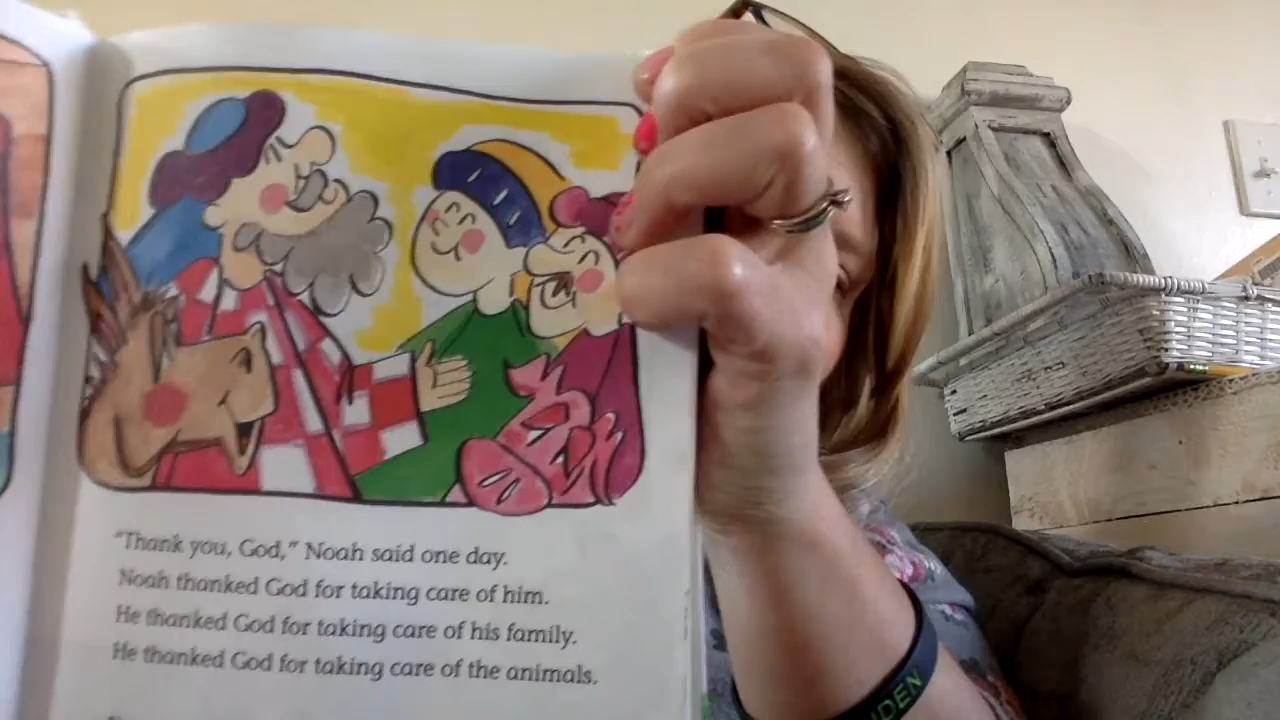 "Thank you, God," Noah said one day.
Noah thanked God for taking care of him.
He thanked God for taking care of his family.
He thanked God for taking care of the animals.